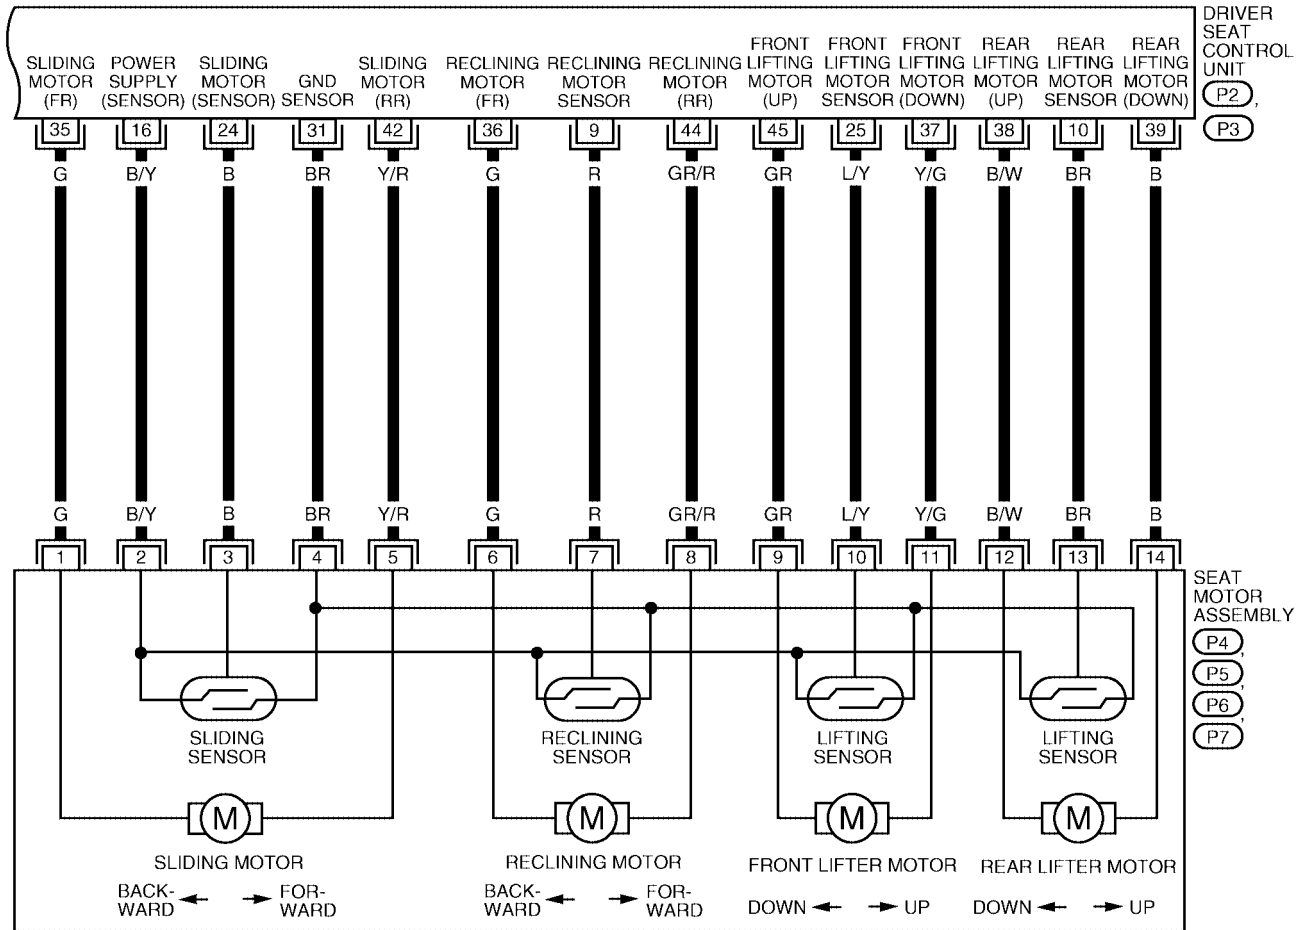 DRIVER
SEAT
CONTROL
UNIT
P2,
P3
SLIDING
MOTOR
(FR)
POWER
SUPPLY
(SENSOR)
SLIDING
MOTOR
(SENSOR)
GND
SENSOR
SLIDING
MOTOR
(RR)
RECLINING
MOTOR
(FR)
RECLINING
MOTOR
SENSOR
RECLINING
MOTOR
(RR)
FRONT
LIFTING
MOTOR
(UP)
FRONT
LIFTING
MOTOR
SENSOR
FRONT
LIFTING
MOTOR
(DOWN)
REAR
LIFTING
MOTOR
(UP)
REAR
LIFTING
MOTOR
SENSOR
REAR
LIFTING
MOTOR
(DOWN)
35 16 24 31 42 36 9 44 45 25 37 38 10 39
G B/Y B BR Y/R G R GR/R GR L/Y Y/G B/W BR B
G B/Y B BR Y/R G R GR/R GR L/Y Y/G B/W BR B
1 2 3 4 5 6 7 8 9 10 11 12 13 14
SEAT
MOTOR
ASSEMBLY
P4,
P5,
P6,
P7
SLIDING
SENSOR
RECLINING
SENSOR
LIFTING
SENSOR
LIFTING
SENSOR
M M M M
SLIDING MOTOR
RECLINING MOTOR
FRONT LIFTER MOTOR
REAR LIFTER MOTOR
BACK-
WARD
FOR-
WARD
BACK-
WARD
FOR-
WARD
DOWN UP
DOWN UP